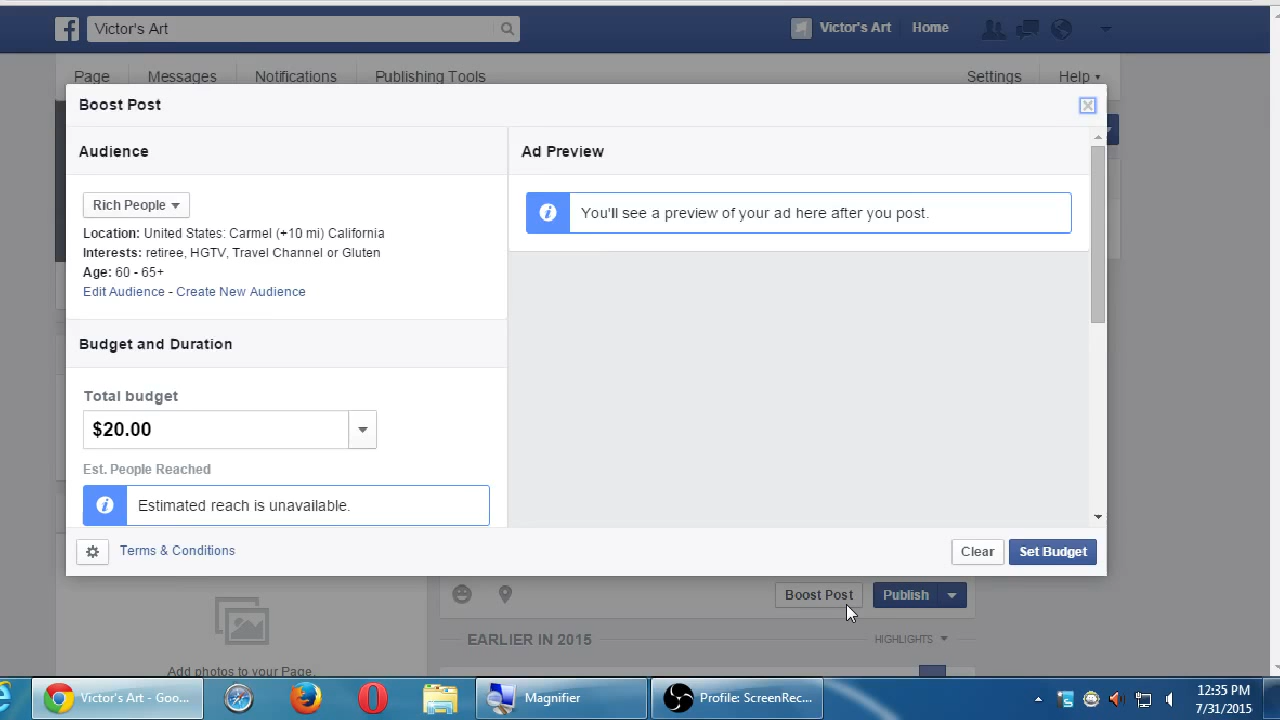 Victor's Art
Victor's Art Home
Page Messages Notifications Publishing Tools Settings Help
Boost Post
Audience
Ad Preview
Rich People
You'll see a preview of your ad here after you post.
Location: United States: Carmel (+10 mi) California
Interests: retiree, HGTV, Travel Channel or Gluten
Age: 60 - 65+
Edit Audience - Create New Audience
Budget and Duration
Total budget
$20.00
Est. People Reached
Estimated reach is unavailable.
Terms & Conditions
Clear Set Budget
Boost Post Publish
EARLIER IN 2015 HIGHLIGHTS
Add photos to your Page.
Victor's Art - Goo...
Magnifier
Profile: ScreenRec...
12:35 PM
7/31/2015